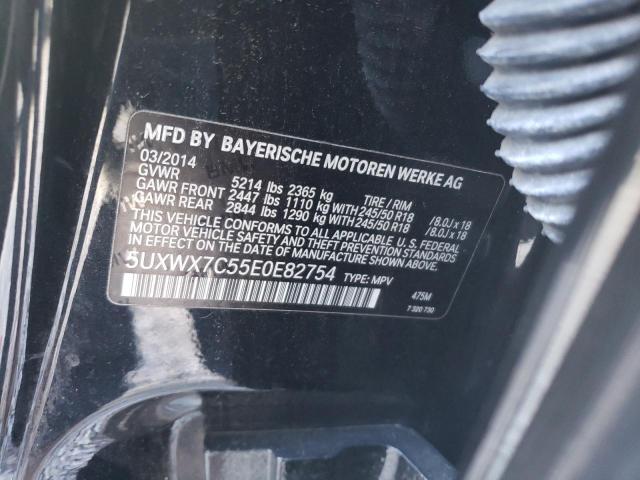 MFD BY BAYERISCHE MOTOREN WERKE AG
03/2014
GVWR 5214 lbs 2365 kg TIRE / RIM
GAWR FRONT 2447 lbs 1110 kg WITH 245/50 R18 /8.0J x 18
GAWR REAR 2844 lbs 1290 kg WITH 245/50 R18 /8.0J x 18
THIS VEHICLE CONFORMS TO ALL APPLICABLE U.S. FEDERAL
MOTOR VEHICLE SAFETY AND THEFT PREVENTION STANDARDS
IN EFFECT ON THE DATE OF MANUFACTURE SHOWN ABOVE.
5UXWX7C55E0E82754 TYPE: MPV
475M
7 320 730